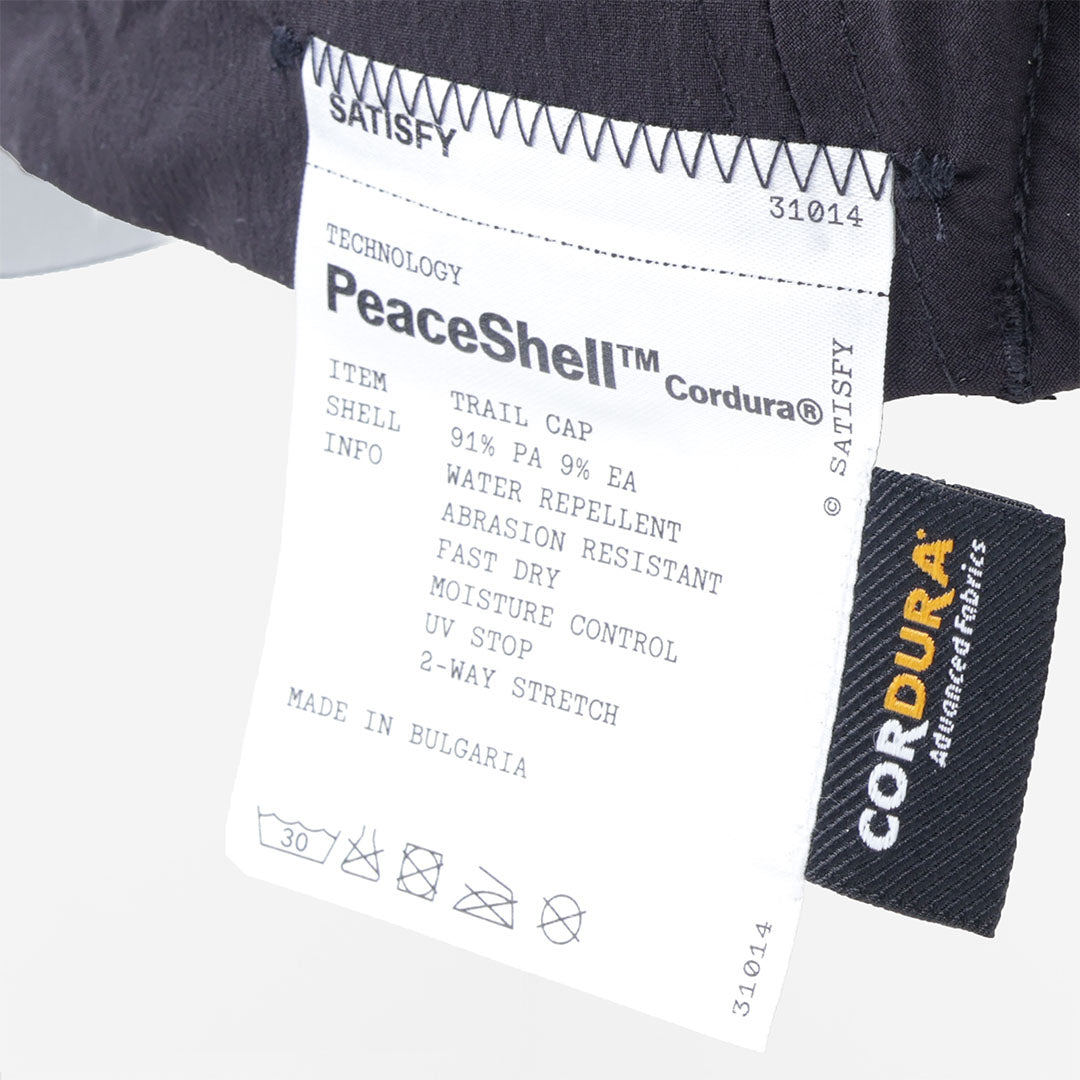 SATISFY
31014
TECHNOLOGY
PeaceShell™ Cordura®
ITEM TRAIL CAP
SHELL 91% PA 9% EA
INFO WATER REPELLENT
ABRASION RESISTANT
FAST DRY
MOISTURE CONTROL
UV STOP
2-WAY STRETCH
MADE IN BULGARIA
30
© SATISFY
31014
CORDURA
Advanced Fabrics